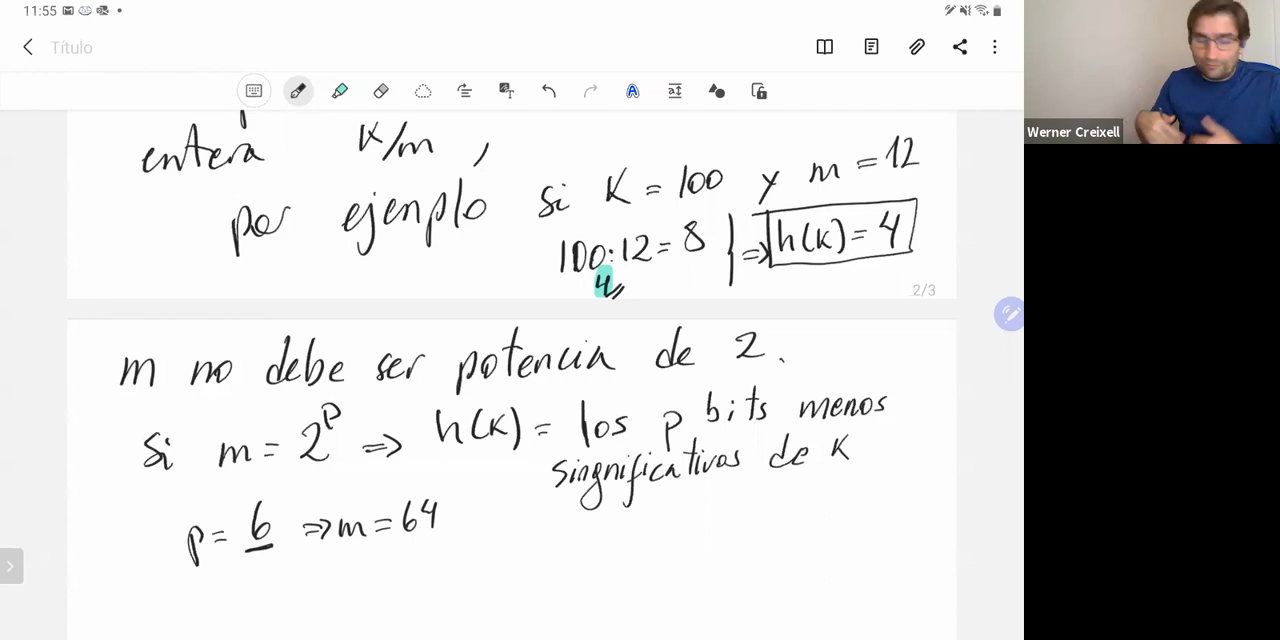 11:55
Título
entera K/m,
por ejemplo si K = 100 y m = 12
100:12 = 8 } ⇒ h(K) = 4
4
2/3
m no debe ser potencia de 2.
Si m = 2^p ⇒ h(K) = los p bits menos
singnificativos de K
p = 6 ⇒ m = 64
Werner Creixell